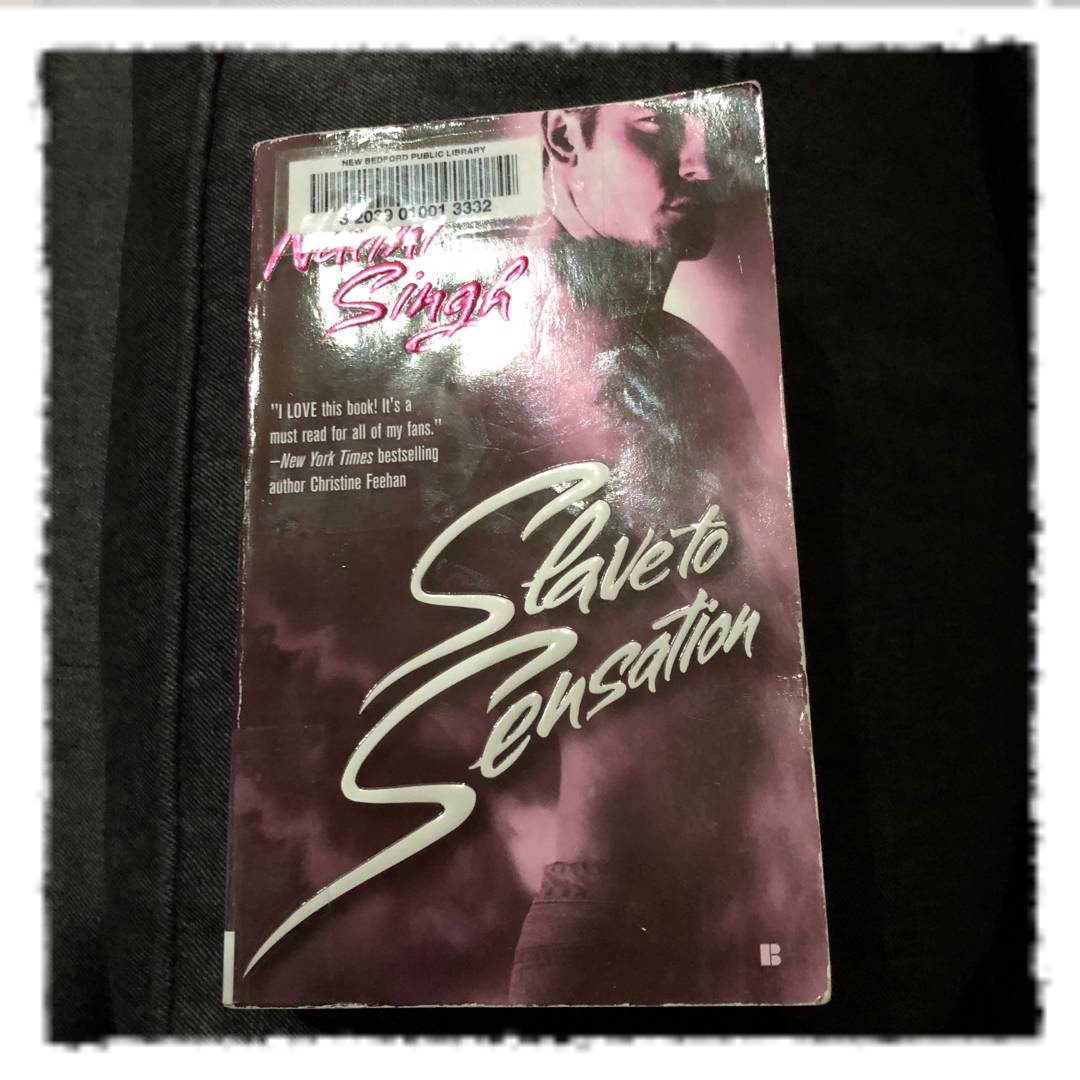 NEW BEDFORD PUBLIC LIBRARY
3 2039 01001 3332
Nalini
Singh
"I LOVE this book! It's a
must read for all of my fans."
—New York Times bestselling
author Christine Feehan
Slave to
Sensation
B